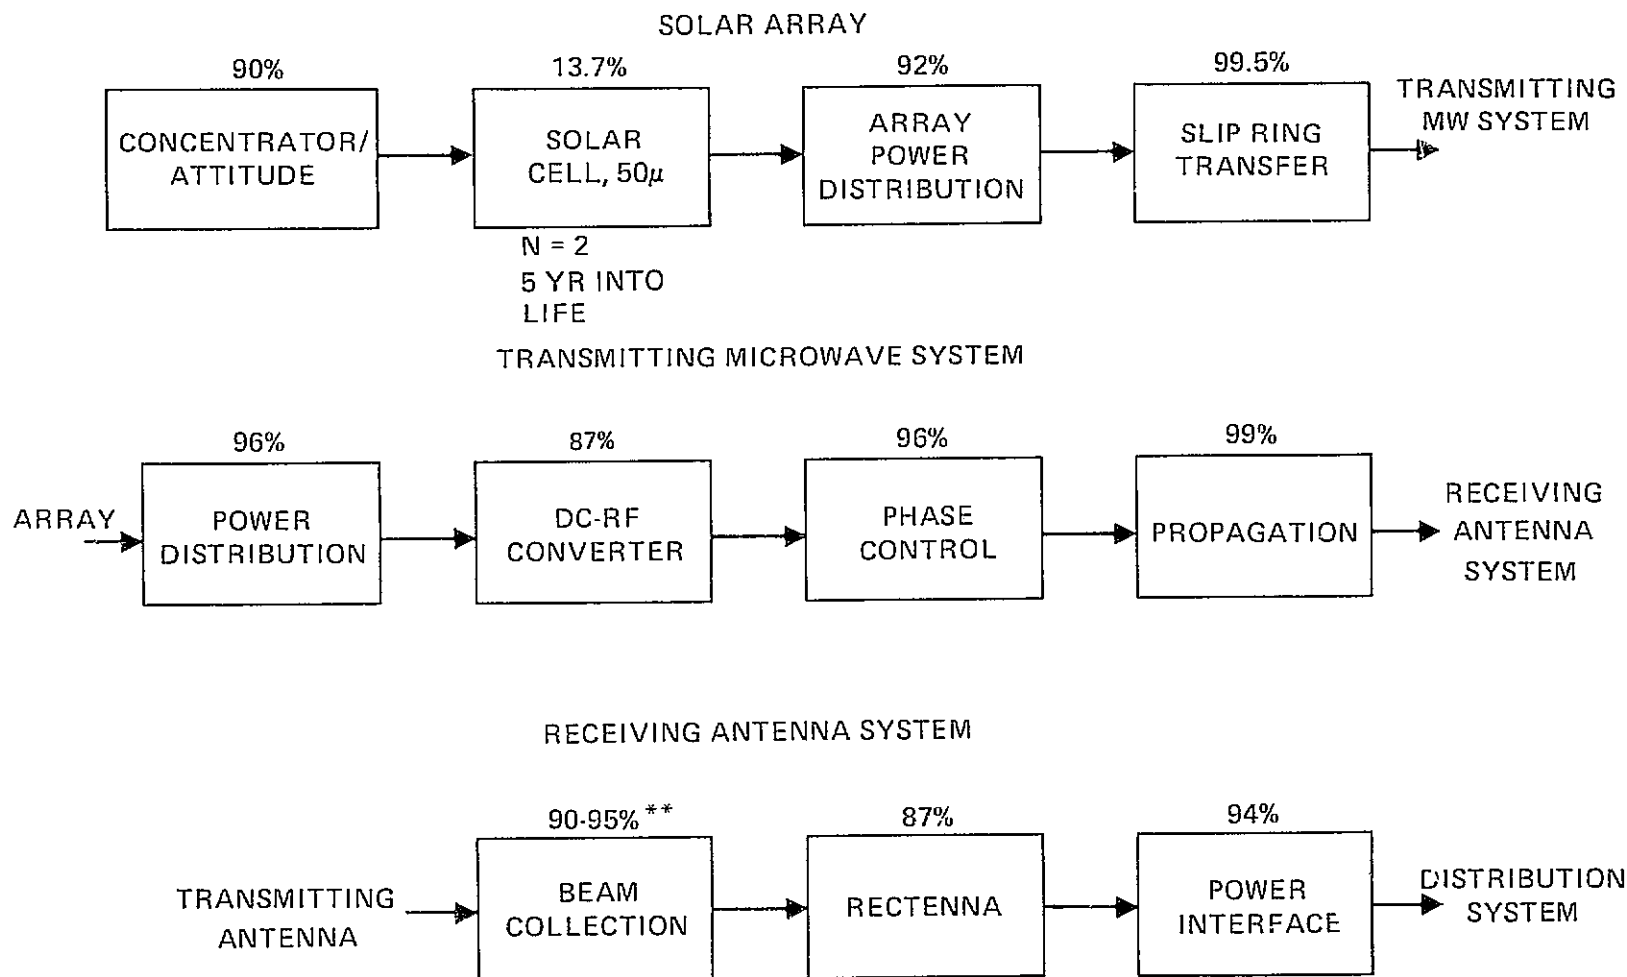 SOLAR ARRAY
90%
13.7%
92%
99.5%
CONCENTRATOR/
ATTITUDE
SOLAR
CELL, 50μ
ARRAY
POWER
DISTRIBUTION
SLIP RING
TRANSFER
TRANSMITTING
MW SYSTEM
N = 2
5 YR INTO
LIFE
TRANSMITTING MICROWAVE SYSTEM
96%
87%
96%
99%
ARRAY
POWER
DISTRIBUTION
DC-RF
CONVERTER
PHASE
CONTROL
PROPAGATION
RECEIVING
ANTENNA
SYSTEM
RECEIVING ANTENNA SYSTEM
90-95% **
87%
94%
TRANSMITTING
ANTENNA
BEAM
COLLECTION
RECTENNA
POWER
INTERFACE
DISTRIBUTION
SYSTEM